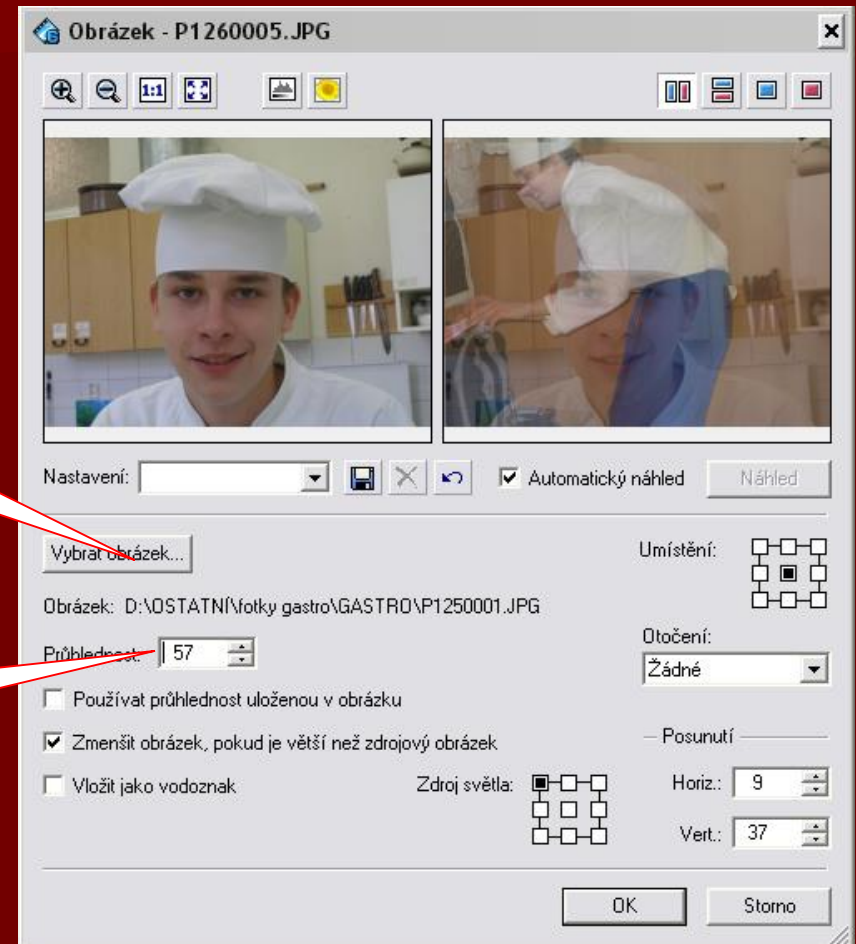 Obrázek - P1260005.JPG
1:1
Nastavení:
Automatický náhled
Náhled
Vybrat obrázek...
Umístění:
Obrázek: D:\OSTATNÍ\fotky gastro\GASTRO\P1250001.JPG
Otočení:
Průhlednost: 57
Žádné
Používat průhlednost uloženou v obrázku
Zmenšit obrázek, pokud je větší než zdrojový obrázek
Posunutí
Vložit jako vodoznak
Zdroj světla:
Horiz.: 9
Vert.: 37
OK
Storno